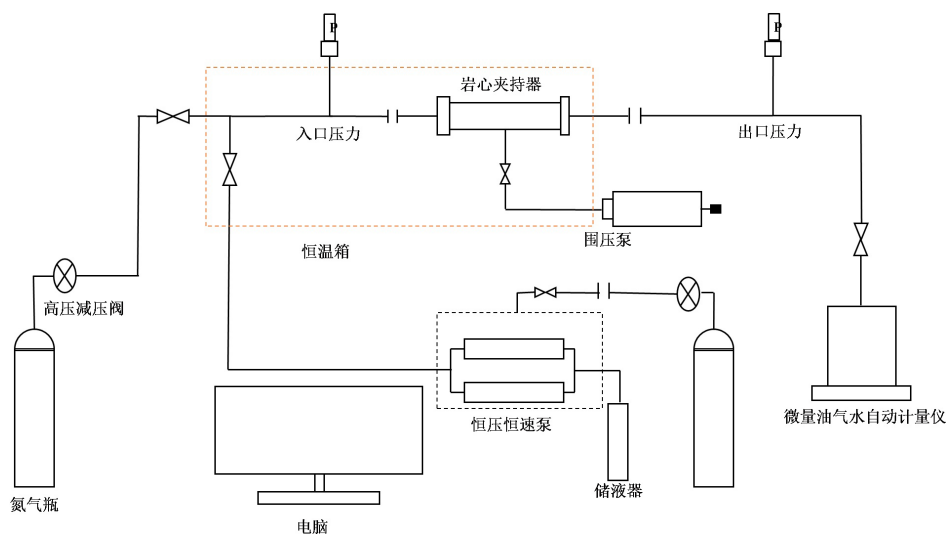 P
P
岩心夹持器
入口压力
出口压力
围压泵
恒温箱
高压减压阀
微量油气水自动计量仪
恒压恒速泵
储液器
氮气瓶
电脑